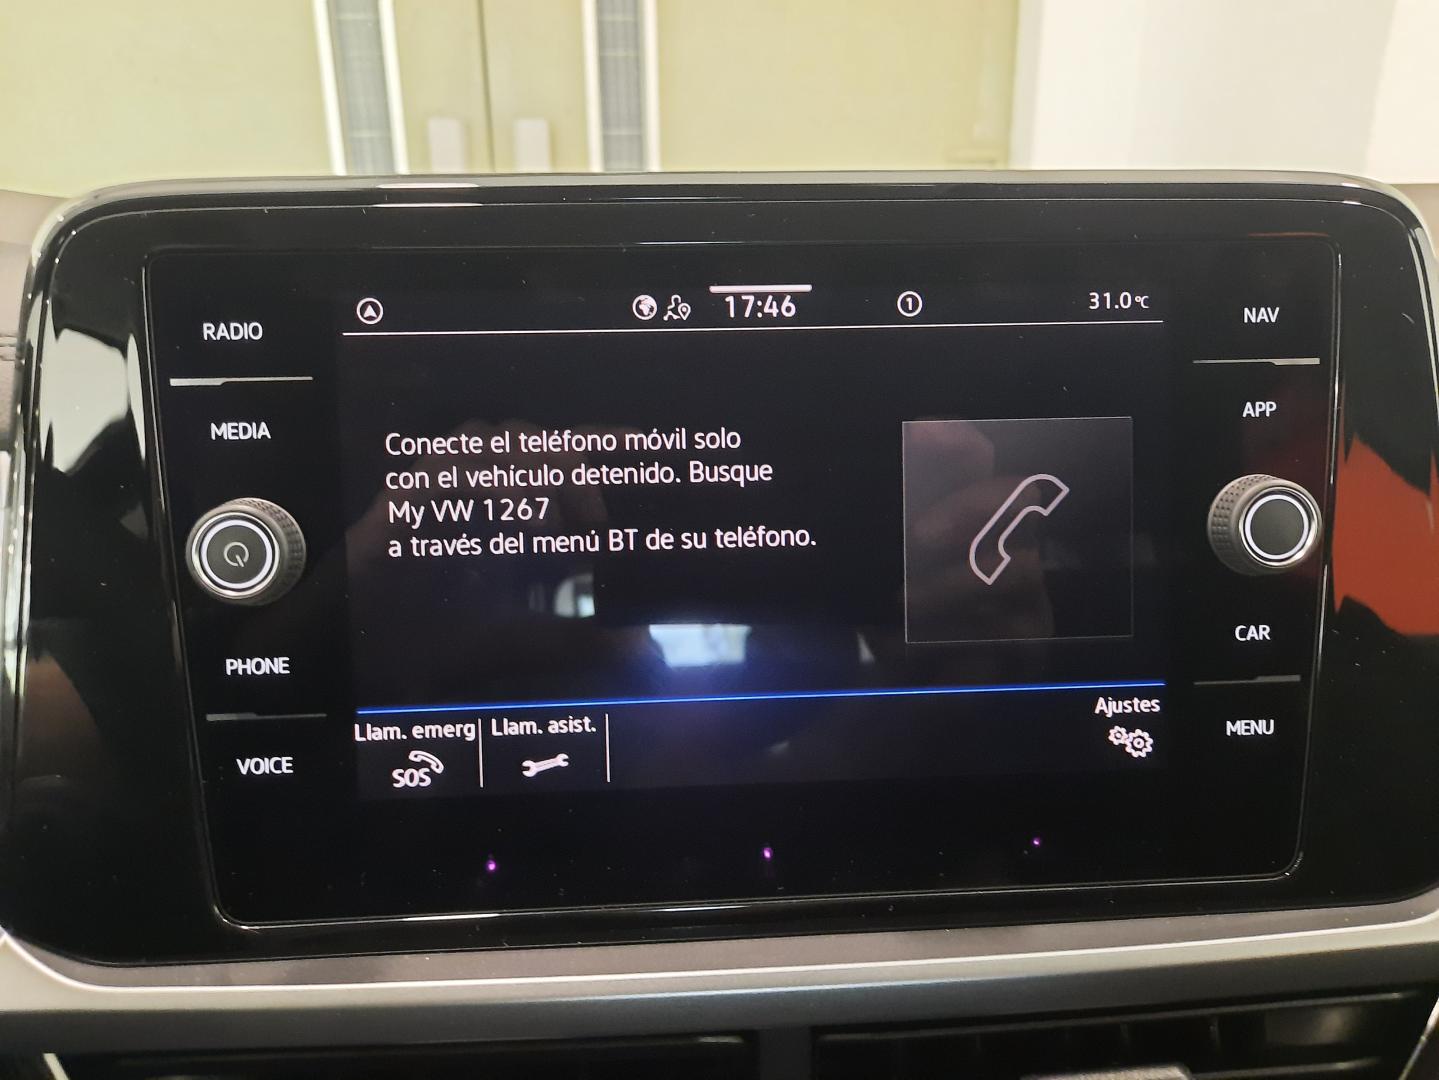 17:46
1
31.0°C
RADIO
MEDIA
PHONE
VOICE
Conecte el teléfono móvil solo
con el vehículo detenido. Busque
My VW 1267
a través del menú BT de su teléfono.
Llam. emerg
SOS
Llam. asist.
Ajustes
NAV
APP
CAR
MENU